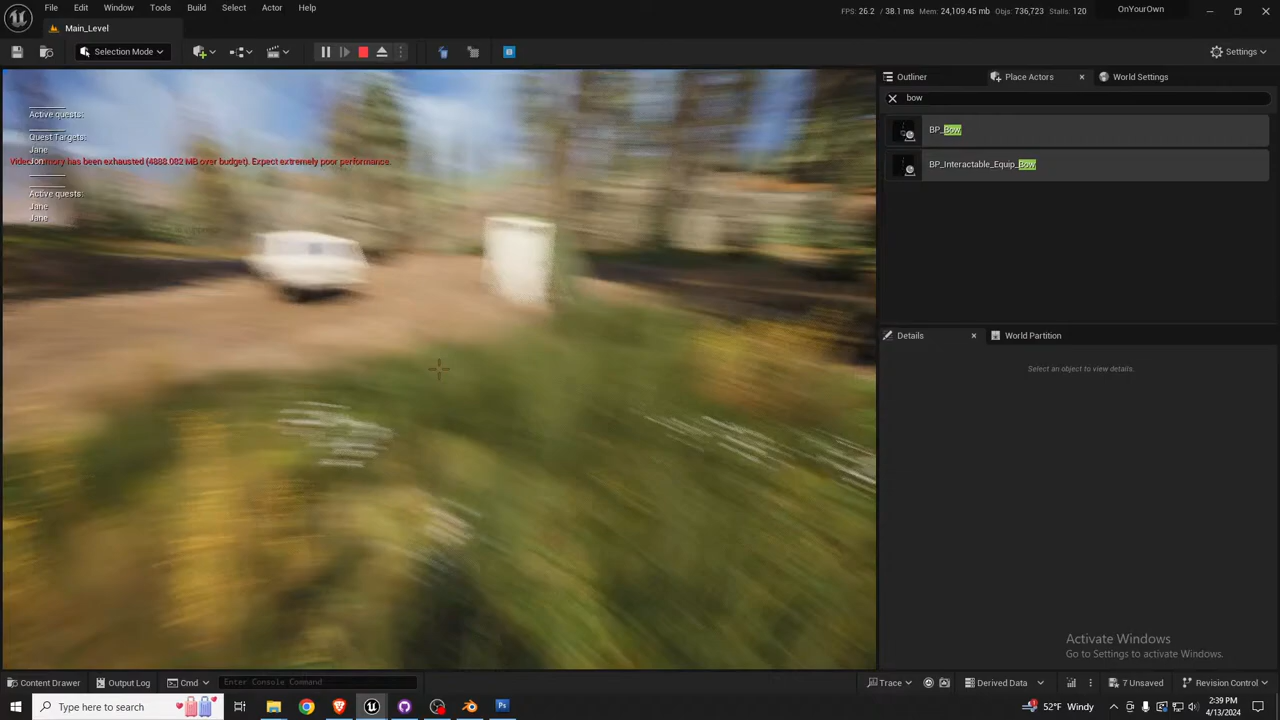 File Edit Window Tools Build Select Actor Help
FPS: 26.2 / 38.1 ms Mem: 24,109.45 mb Objs: 736,723 Stalls: 120
OnYourOwn
Main_Level
Selection Mode
Settings
Outliner
Place Actors
World Settings
bow
BP_Bow
BP_Interactable_Equip_Bow
Active quests:
Quest Targets:
Jane
Jon
mory has been exhausted (4888.082 MB over budget). Expect extremely poor performance.
Active quests:
Jane
Jane
Details
World Partition
Select an object to view details.
Activate Windows
Go to Settings to activate Windows.
Content Drawer
Output Log
Cmd
Enter Console Command
Trace
Derived Data
7 Unsaved
Revision Control
Type here to search
Ps
52°F Windy
2:39 PM
4/13/2024